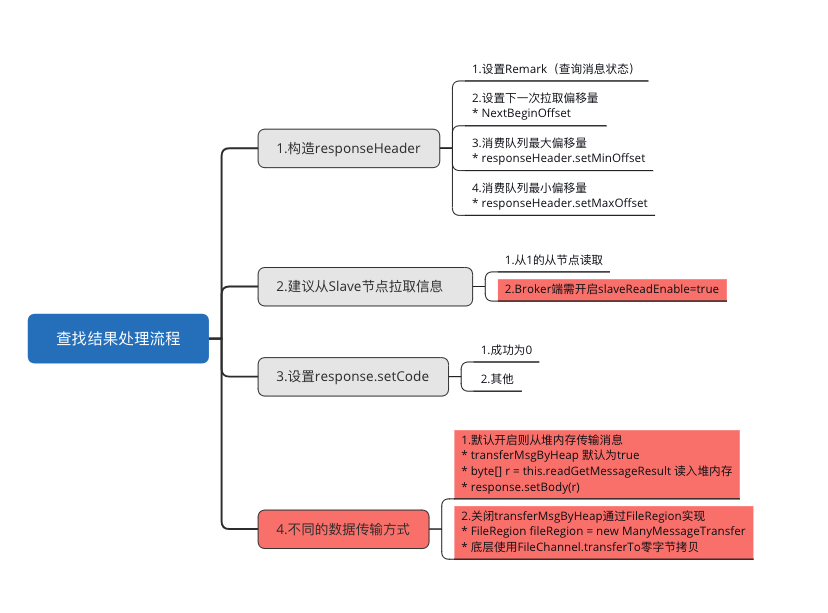 查找结果处理流程
1.构造responseHeader
1.设置Remark（查询消息状态）
2.设置下一次拉取偏移量
* NextBeginOffset
3.消费队列最大偏移量
* responseHeader.setMinOffset
4.消费队列最小偏移量
* responseHeader.setMaxOffset
2.建议从Slave节点拉取信息
1.从1的从节点读取
2.Broker端需开启slaveReadEnable=true
3.设置response.setCode
1.成功为0
2.其他
4.不同的数据传输方式
1.默认开启则从堆内存传输消息
* transferMsgByHeap 默认为true
* byte[] r = this.readGetMessageResult 读入堆内存
* response.setBody(r)
2.关闭transferMsgByHeap通过FileRegion实现
* FileRegion fileRegion = new ManyMessageTransfer
* 底层使用FileChannel.transferTo零字节拷贝